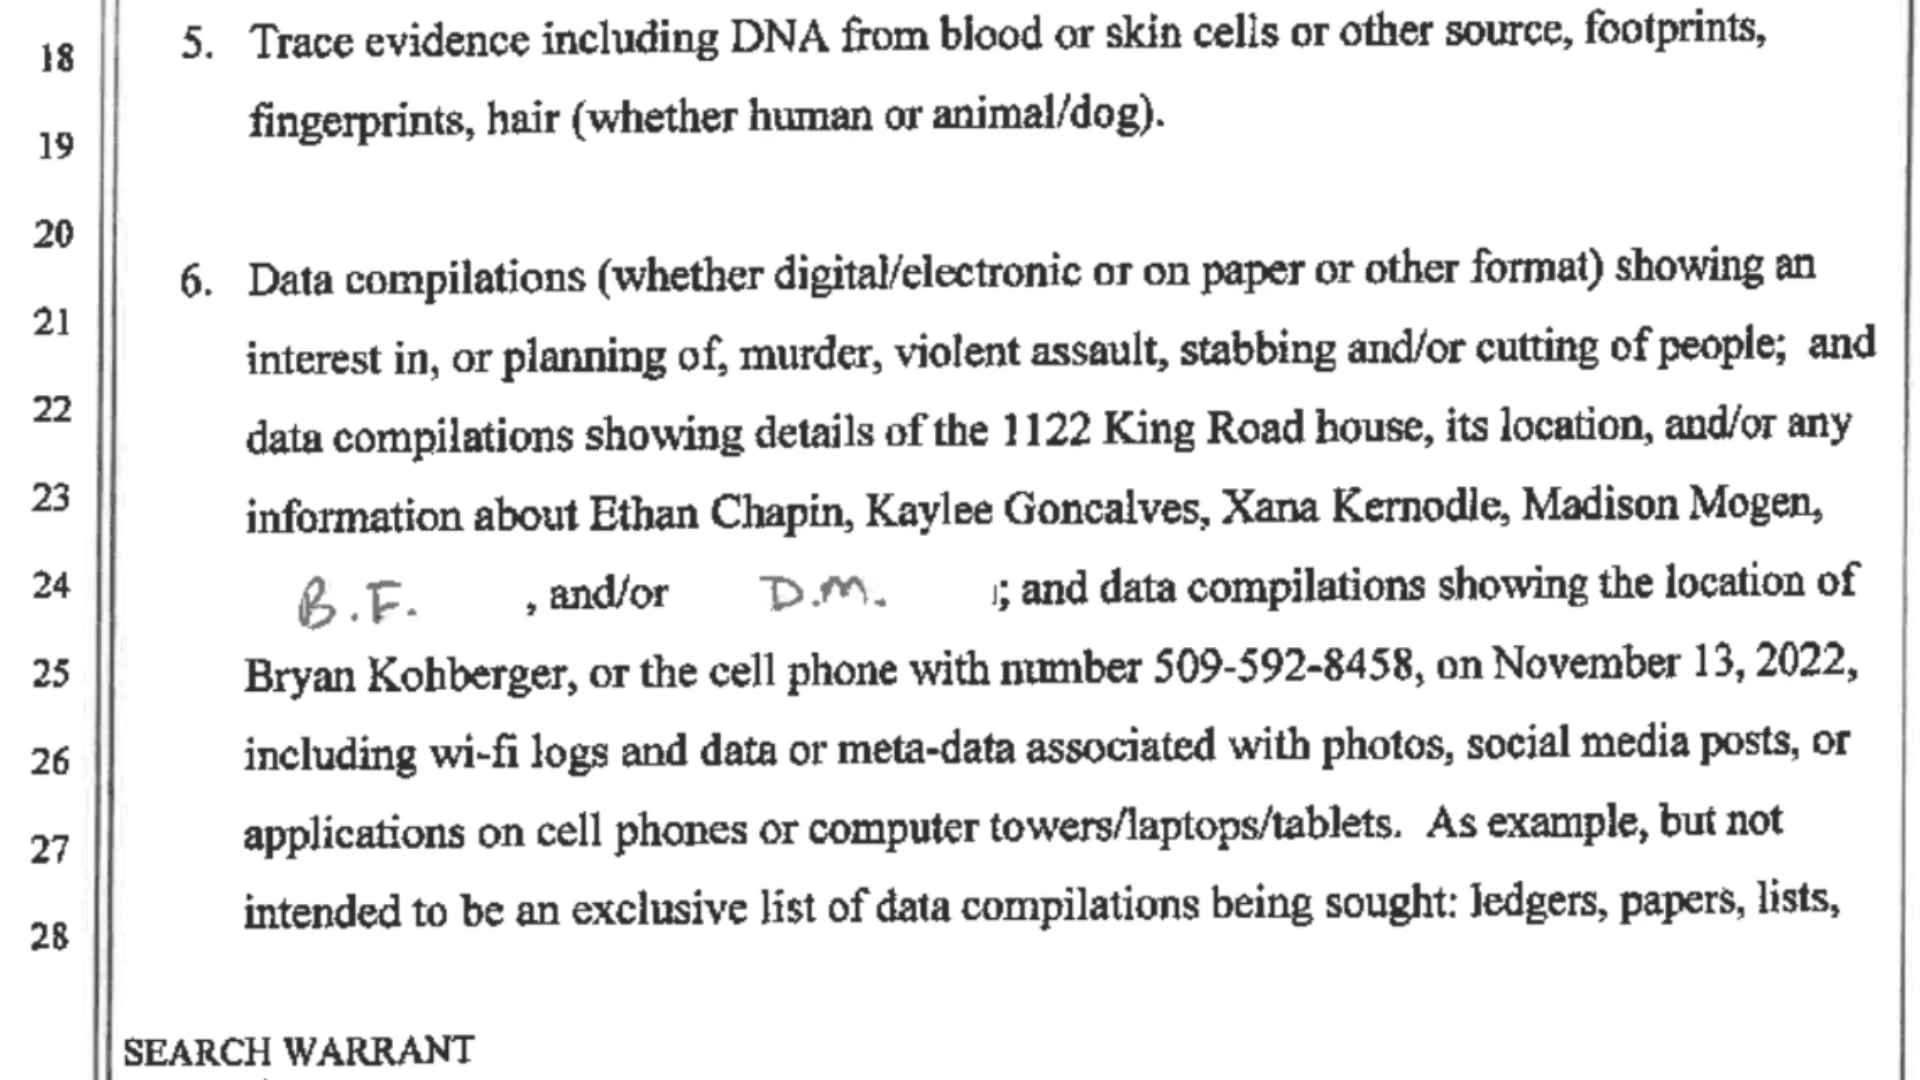 18 5. Trace evidence including DNA from blood or skin cells or other source, footprints,
19 fingerprints, hair (whether human or animal/dog).
20
21 6. Data compilations (whether digital/electronic or on paper or other format) showing an
interest in, or planning of, murder, violent assault, stabbing and/or cutting of people; and
22 data compilations showing details of the 1122 King Road house, its location, and/or any
23 information about Ethan Chapin, Kaylee Goncalves, Xana Kernodle, Madison Mogen,
24 B.F. , and/or D.M. ; and data compilations showing the location of
25 Bryan Kohberger, or the cell phone with number 509-592-8458, on November 13, 2022,
26 including wi-fi logs and data or meta-data associated with photos, social media posts, or
27 applications on cell phones or computer towers/laptops/tablets. As example, but not
28 intended to be an exclusive list of data compilations being sought: ledgers, papers, lists,
SEARCH WARRANT